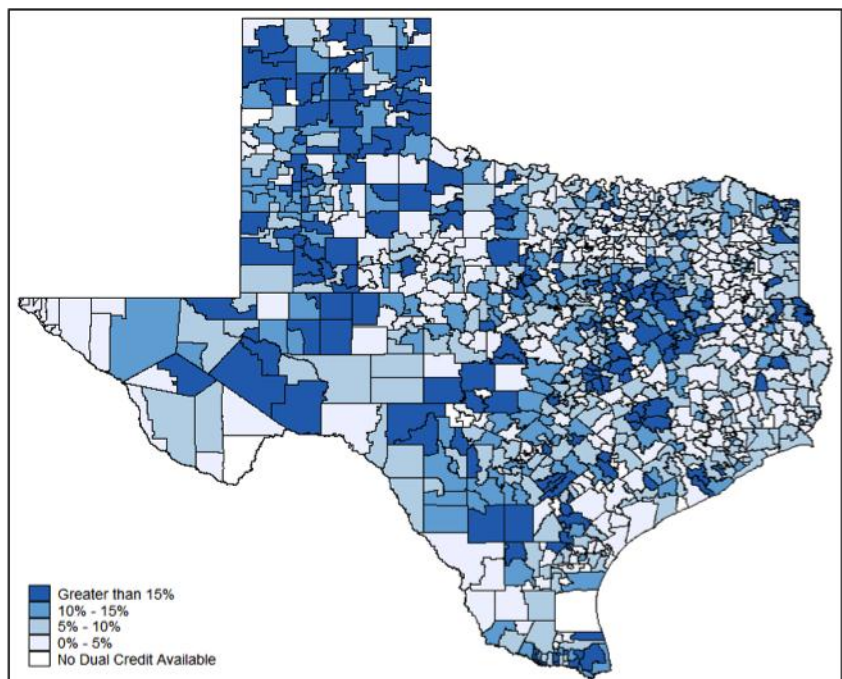 Greater than 15%
10% - 15%
5% - 10%
0% - 5%
No Dual Credit Available